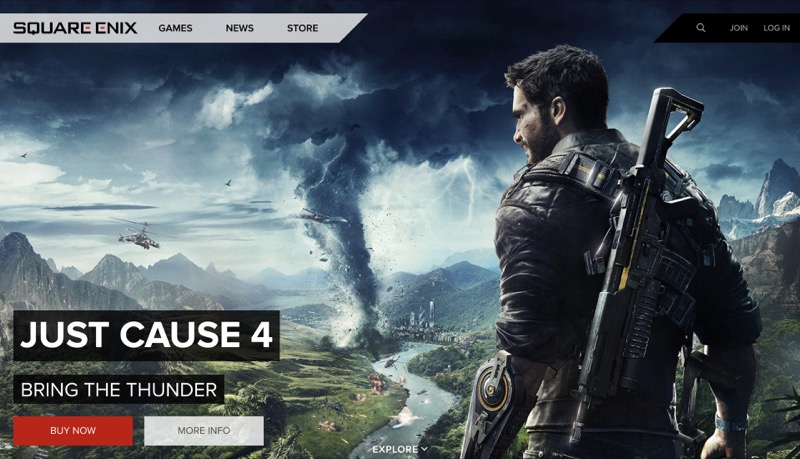 SQUARE ENIX GAMES NEWS STORE JOIN LOG IN
JUST CAUSE 4
BRING THE THUNDER
BUY NOW MORE INFO
EXPLORE